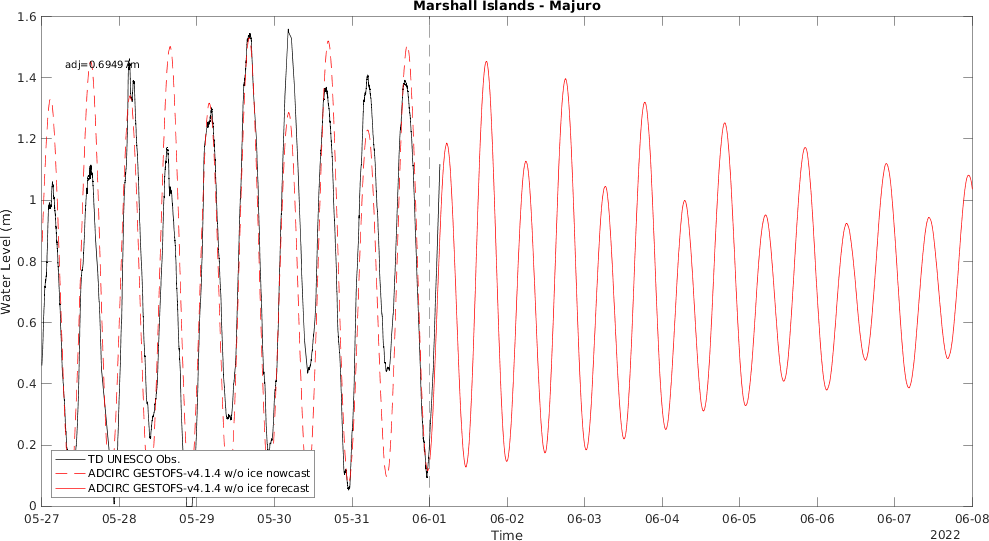 Marshall Islands - Majuro
1.6
1.4
1.2
1
0.8
0.6
0.4
0.2
0
Water Level (m)
adj=0.69497m
TD UNESCO Obs.
ADCIRC GESTOFS-v4.1.4 w/o ice nowcast
ADCIRC GESTOFS-v4.1.4 w/o ice forecast
05-27 05-28 05-29 05-30 05-31 06-01 06-02 06-03 06-04 06-05 06-06 06-07 06-08
Time
2022